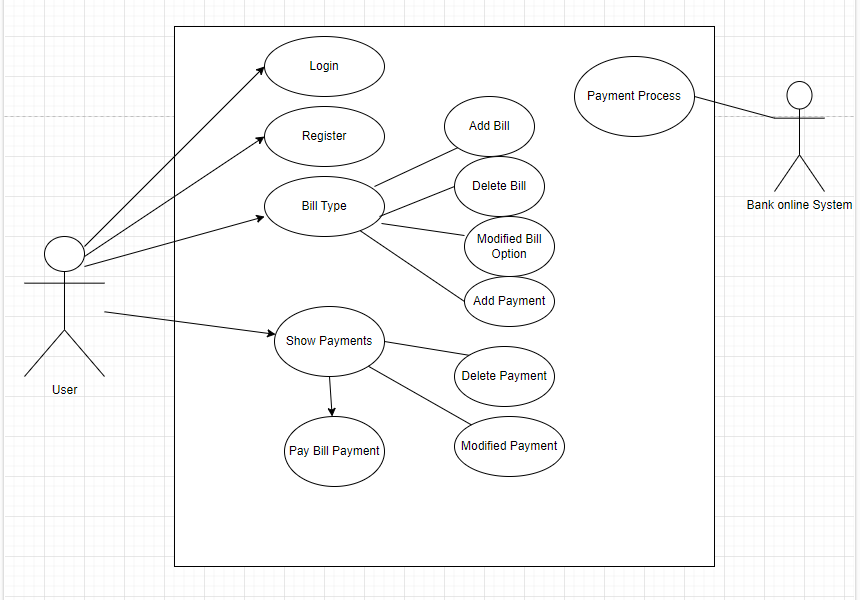 Login
Payment Process
Add Bill
Register
Delete Bill
Bill Type
Bank online System
Modified Bill
Option
Add Payment
Show Payments
Delete Payment
User
Modified Payment
Pay Bill Payment